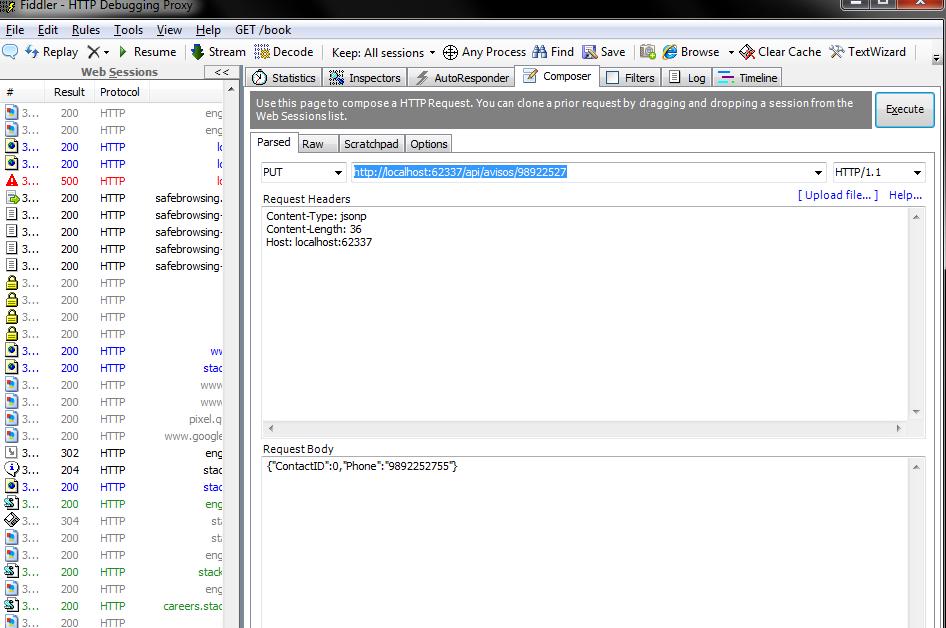 Fiddler - HTTP Debugging Proxy
File Edit Rules Tools View Help GET /book
Replay Resume Stream Decode Keep: All sessions Any Process Find Save Browse Clear Cache TextWizard
Web Sessions <<
# Result Protocol
3... 200 HTTP eng
3... 200 HTTP eng
3... 200 HTTP lo
3... 200 HTTP lo
3... 500 HTTP lo
3... 200 HTTP safebrowsing.
3... 200 HTTP safebrowsing-
3... 200 HTTP safebrowsing-
3... 200 HTTP safebrowsing-
3... 200 HTTP safebrowsing-
3... 200 HTTP
3... 200 HTTP
3... 200 HTTP
3... 200 HTTP
3... 200 HTTP ww
3... 200 HTTP stac
3... 200 HTTP www
3... 200 HTTP www
3... 200 HTTP pixel.q
3... 200 HTTP www.google
3... 302 HTTP eng
3... 204 HTTP stac
3... 200 HTTP stac
3... 200 HTTP eng
3... 304 HTTP sta
3... 200 HTTP sta
3... 200 HTTP eng
3... 200 HTTP stack
3... 200 HTTP eng
3... 200 HTTP careers.stac
3... 200 HTTP
Statistics Inspectors AutoResponder Composer Filters Log Timeline
Use this page to compose a HTTP Request. You can clone a prior request by dragging and dropping a session from the
Web Sessions list.
Execute
Parsed Raw Scratchpad Options
PUT http://localhost:62337/api/avisos/98922527 HTTP/1.1
[ Upload file... ] Help...
Request Headers
Content-Type: jsonp
Content-Length: 36
Host: localhost:62337
Request Body
{"ContactID":0,"Phone":"9892252755"}